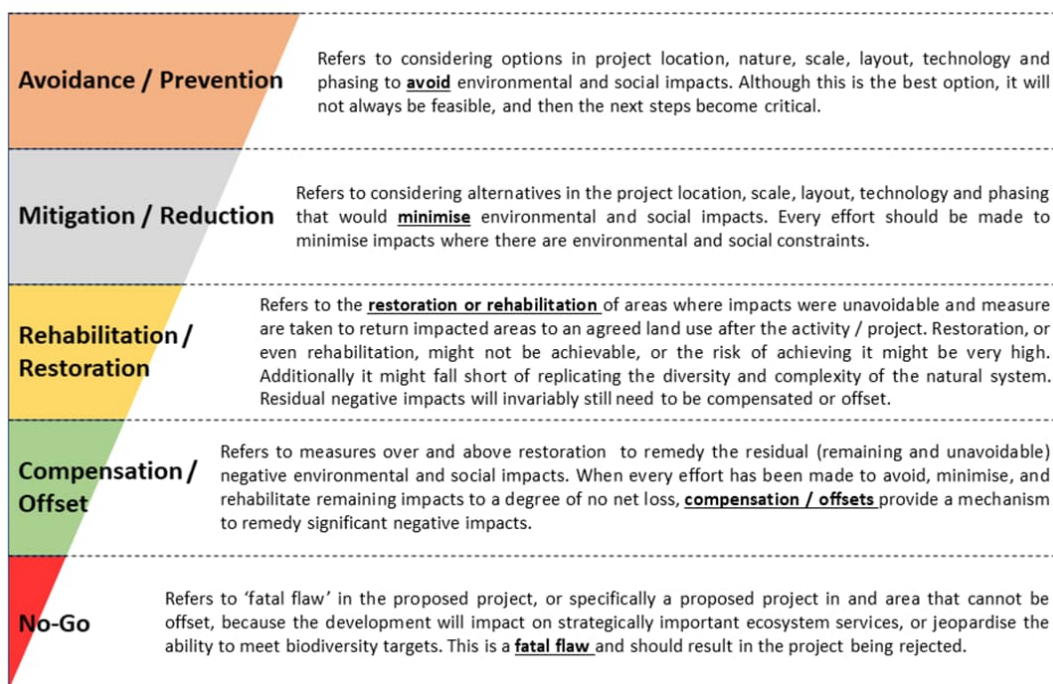 Avoidance / Prevention
Refers to considering options in project location, nature, scale, layout, technology and
phasing to avoid environmental and social impacts. Although this is the best option, it will
not always be feasible, and then the next steps become critical.
Mitigation / Reduction
Refers to considering alternatives in the project location, scale, layout, technology and phasing
that would minimise environmental and social impacts. Every effort should be made to
minimise impacts where there are environmental and social constraints.
Rehabilitation /
Restoration
Refers to the restoration or rehabilitation of areas where impacts were unavoidable and measure
are taken to return impacted areas to an agreed land use after the activity / project. Restoration, or
even rehabilitation, might not be achievable, or the risk of achieving it might be very high.
Additionally it might fall short of replicating the diversity and complexity of the natural system.
Residual negative impacts will invariably still need to be compensated or offset.
Compensation /
Offset
Refers to measures over and above restoration to remedy the residual (remaining and unavoidable)
negative environmental and social impacts. When every effort has been made to avoid, minimise, and
rehabilitate remaining impacts to a degree of no net loss, compensation / offsets provide a mechanism
to remedy significant negative impacts.
No-Go
Refers to ‘fatal flaw’ in the proposed project, or specifically a proposed project in and area that cannot be
offset, because the development will impact on strategically important ecosystem services, or jeopardise the
ability to meet biodiversity targets. This is a fatal flaw and should result in the project being rejected.